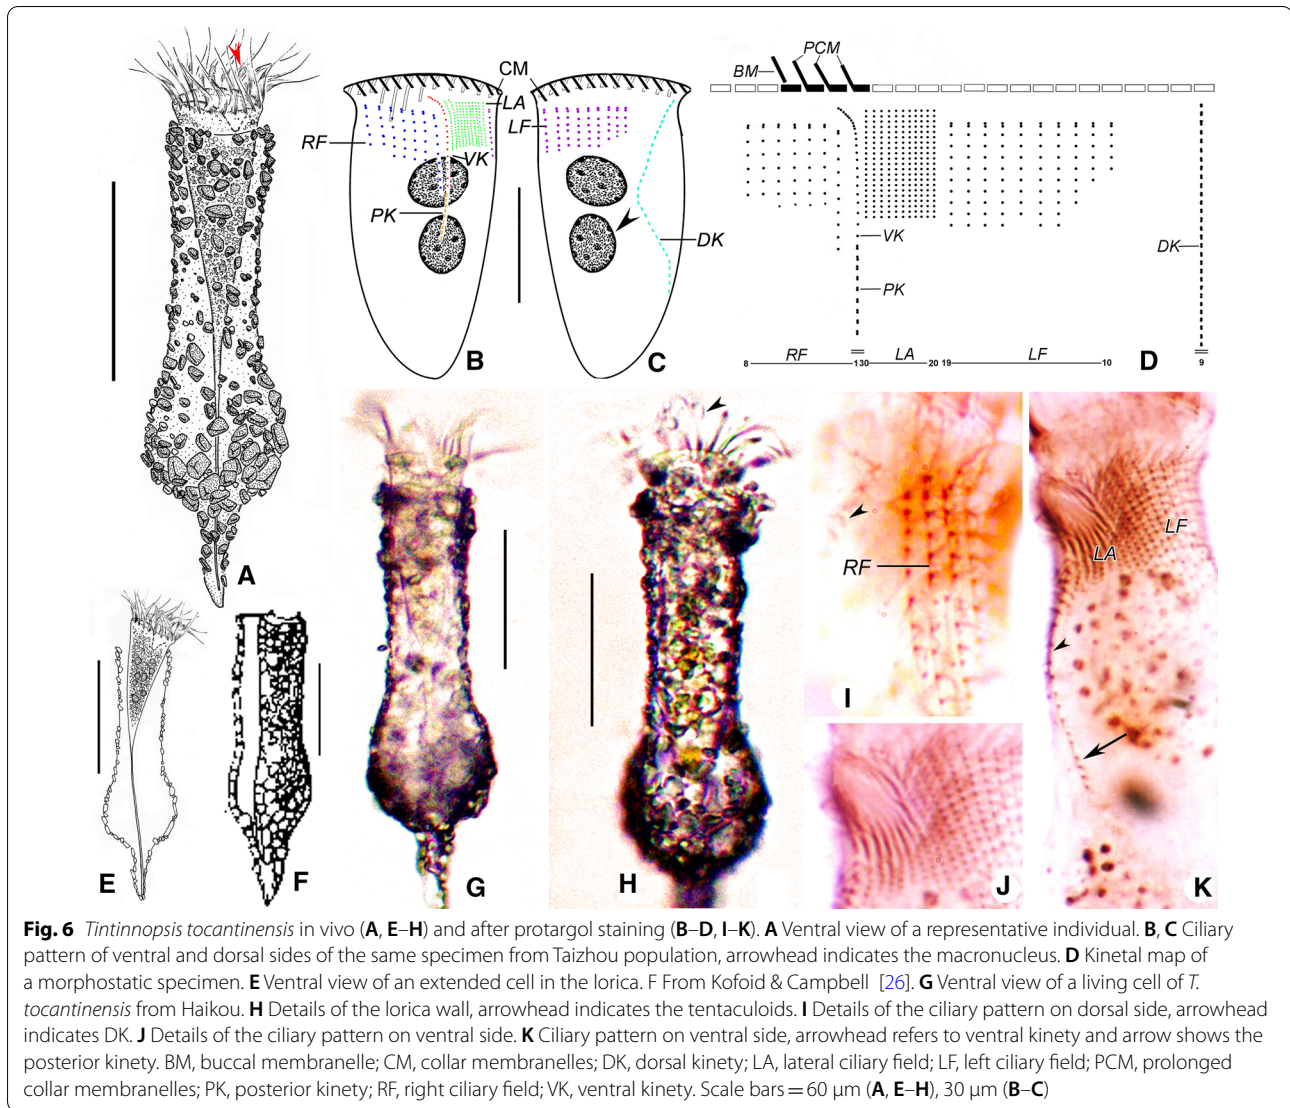 BM
PCM
CM
LA
RF
LF
VK
PK
DK
VK
DK
PK
B
C
8 RF 130 LA 20 19 LF 10 D 9
A
RF
LA
LF
I
E
F
G
H
J
K
Fig. 6 Tintinnopsis tocantinensis in vivo (A, E–H) and after protargol staining (B–D, I–K). A Ventral view of a representative individual. B, C Ciliary
pattern of ventral and dorsal sides of the same specimen from Taizhou population, arrowhead indicates the macronucleus. D Kinetal map of
a morphostatic specimen. E Ventral view of an extended cell in the lorica. F From Kofoid & Campbell [26]. G Ventral view of a living cell of T.
tocantinensis from Haikou. H Details of the lorica wall, arrowhead indicates the tentaculoids. I Details of the ciliary pattern on dorsal side, arrowhead
indicates DK. J Details of the ciliary pattern on ventral side. K Ciliary pattern on ventral side, arrowhead refers to ventral kinety and arrow shows the
posterior kinety. BM, buccal membranelle; CM, collar membranelles; DK, dorsal kinety; LA, lateral ciliary field; LF, left ciliary field; PCM, prolonged
collar membranelles; PK, posterior kinety; RF, right ciliary field; VK, ventral kinety. Scale bars = 60 µm (A, E–H), 30 µm (B–C)